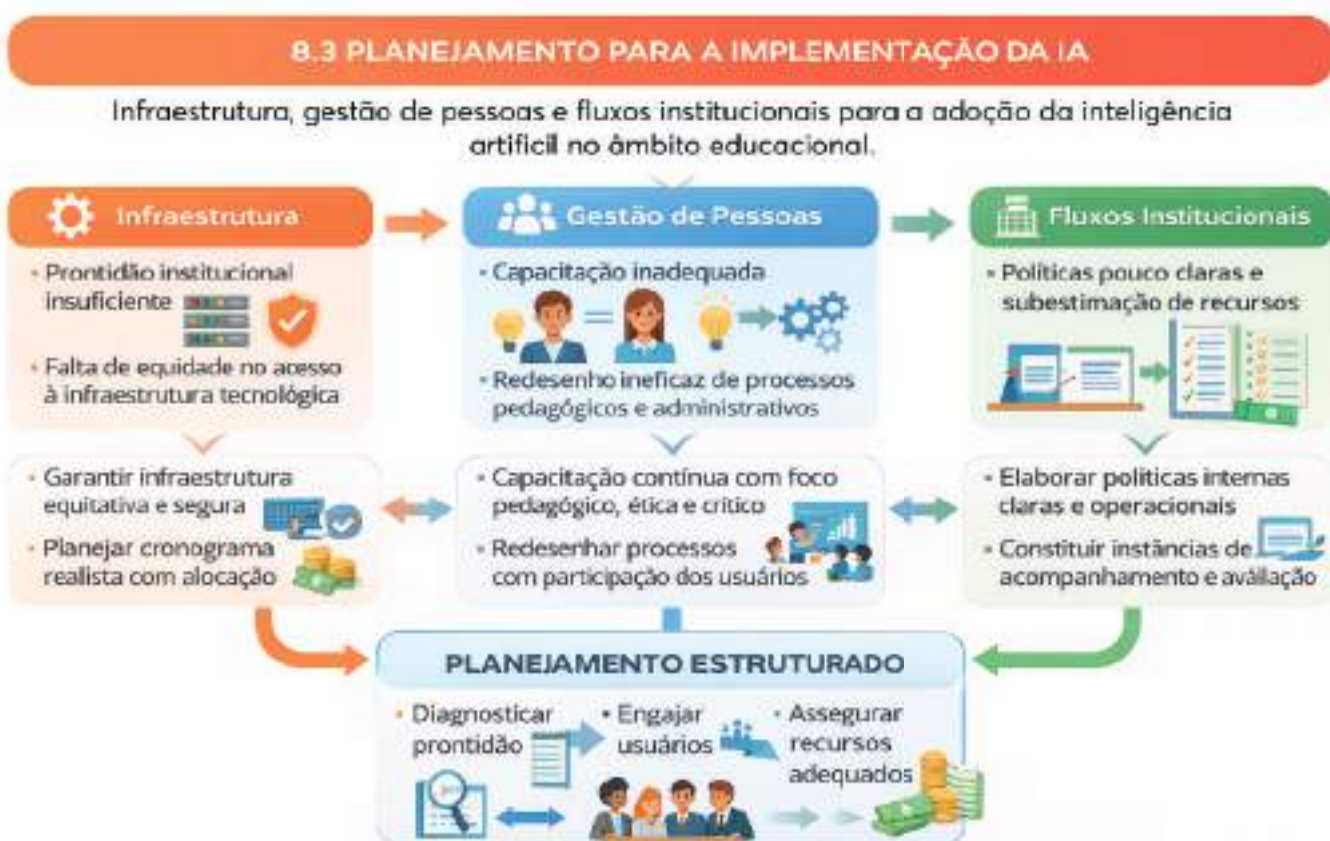 8.3 PLANEJAMENTO PARA A IMPLEMENTAÇÃO DA IA
Infraestrutura, gestão de pessoas e fluxos institucionais para a adoção da inteligência
artificil no âmbito educacional.
Infraestrutura
• Prontidão institucional
insuficiente
• Falta de equidade no acesso
à infraestrutura tecnológica
Gestão de Pessoas
• Capacitação inadequada
• Redesenho ineficaz de processos
pedagógicos e administrativos
Fluxos Institucionais
• Políticas pouco claras e
subestimação de recursos
• Garantir infraestrutura
equitativa e segura
• Planejar cronograma
realista com alocação
• Capacitação contínua com foco
pedagógico, ética e crítico
• Redesenhar processos
com participação dos usuários
• Elaborar políticas internas
claras e operacionais
• Constituir instâncias de
acompanhamento e aváliação
PLANEJAMENTO ESTRUTURADO
• Diagnosticar
prontidão
• Engajar
usuários
• Assegurar
recursos
adequados